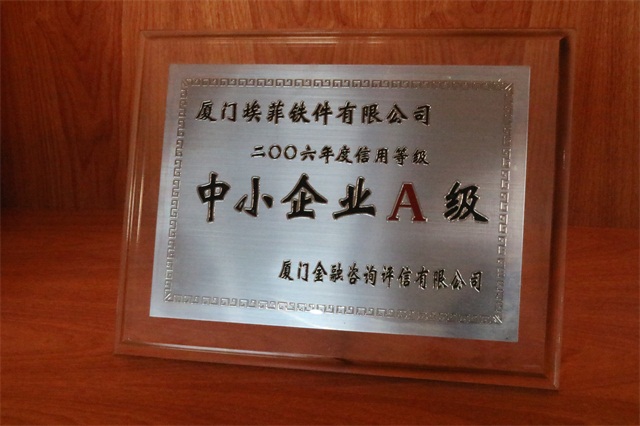 厦门埃菲铁件有限公司
二〇〇六年度信用等级
中小企业A级
厦门金融咨询评信有限公司